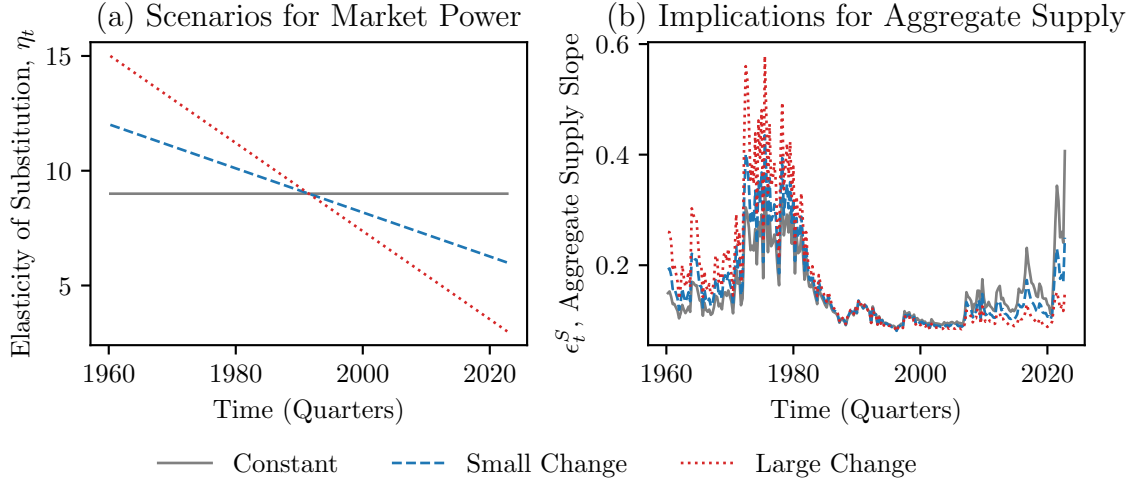 (a) Scenarios for Market Power
Elasticity of Substitution, η_t
15
10
5
1960
1980
2000
2020
Time (Quarters)
(b) Implications for Aggregate Supply
ϵ_t^S, Aggregate Supply Slope
0.6
0.4
0.2
1960
1980
2000
2020
Time (Quarters)
Constant
Small Change
Large Change